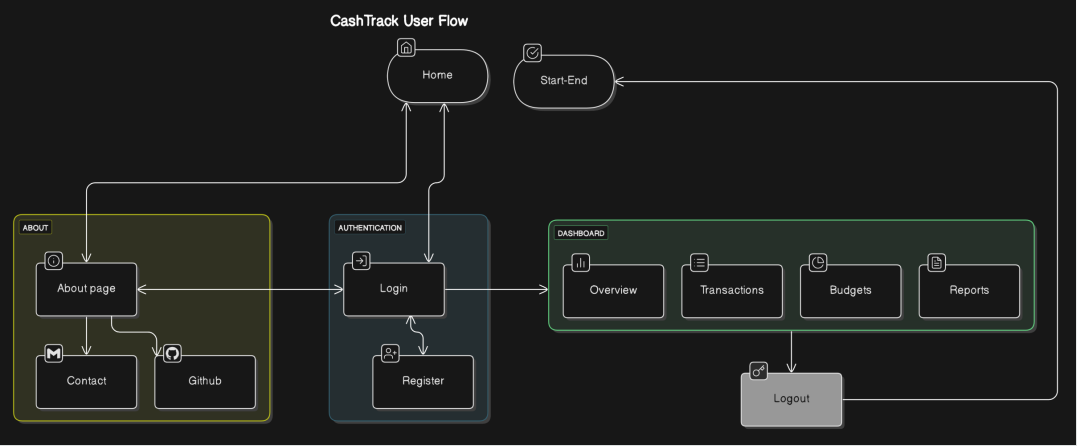 CashTrack User Flow
Home
Start-End
ABOUT
AUTHENTICATION
DASHBOARD
About page
Login
Overview
Transactions
Budgets
Reports
Contact
Github
Register
Logout